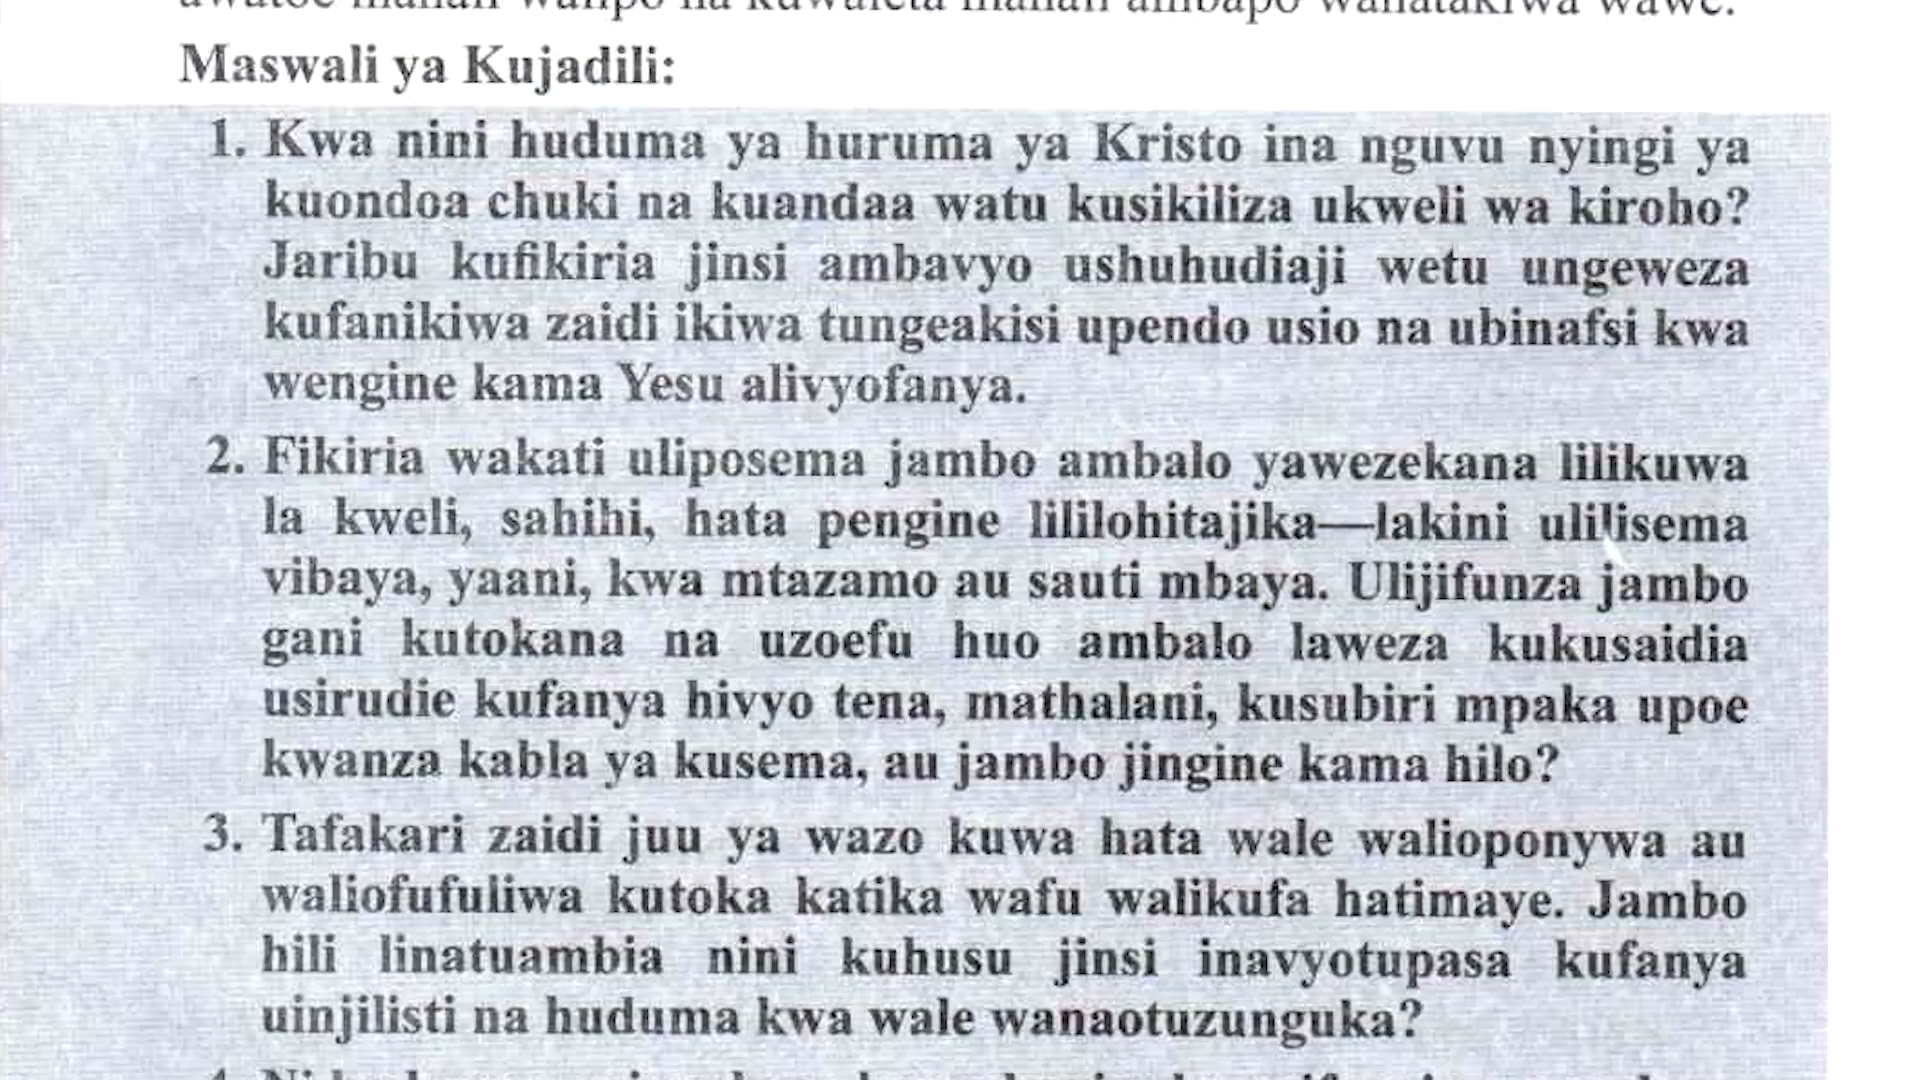 Maswali ya Kujadili:
1. Kwa nini huduma ya huruma ya Kristo ina nguvu nyingi ya
kuondoa chuki na kuandaa watu kusikiliza ukweli wa kiroho?
Jaribu kufikiria jinsi ambavyo ushuhudiaji wetu ungeweza
kufanikiwa zaidi ikiwa tungeakisi upendo usio na ubinafsi kwa
wengine kama Yesu alivyofanya.
2. Fikiria wakati uliposema jambo ambalo yawezekana lilikuwa
la kweli, sahihi, hata pengine lililohitajika—lakini ulilisema
vibaya, yaani, kwa mtazamo au sauti mbaya. Ulijifunza jambo
gani kutokana na uzoefu huo ambalo laweza kukusaidia
usirudie kufanya hivyo tena, mathalani, kusubiri mpaka upoe
kwanza kabla ya kusema, au jambo jingine kama hilo?
3. Tafakari zaidi juu ya wazo kuwa hata wale walioponywa au
waliofufuliwa kutoka katika wafu walikufa hatimaye. Jambo
hili linatuambia nini kuhusu jinsi inavyotupasa kufanya
uinjilisti na huduma kwa wale wanaotuzunguka?